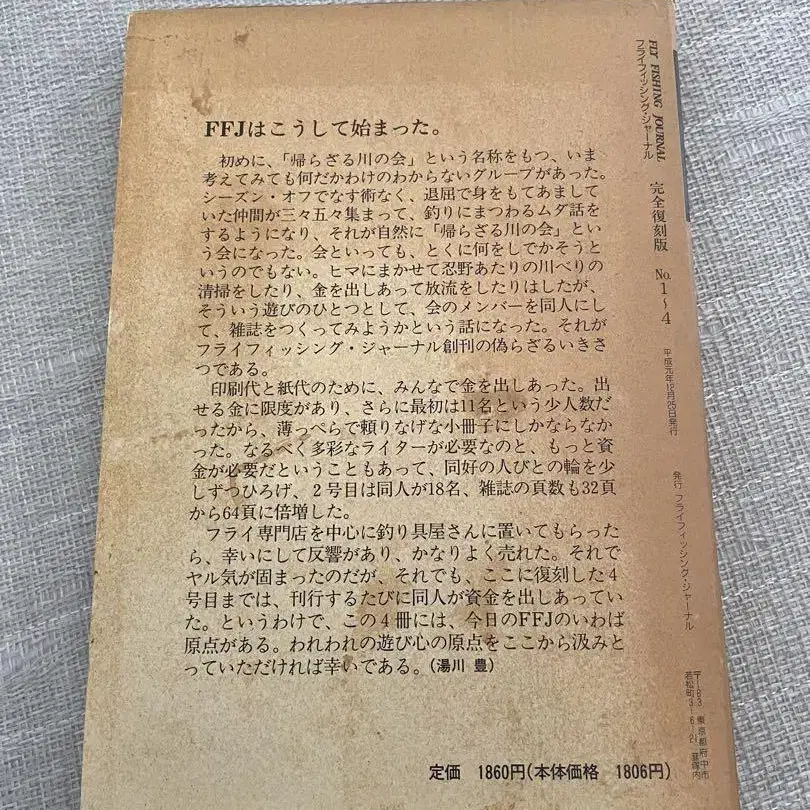 FFJはこうして始まった。
初めに、「帰らざる川の会」という名称をもつ、いま
考えてみても何だかわけのわからないグループがあった。
シーズン・オフでなす術なく、退屈で身をもてあまして
いた仲間が三々五々集まって、釣りにまつわるムダ話を
するようになり、それが自然に「帰らざる川の会」とい
う会になった。会といっても、とくに何をしでかそうと
いうのでもない。ヒマにまかせて忍野あたりの川べりの
清掃をしたり、金を出しあって放流をしたりはしたが、
そういう遊びのひとつとして、会のメンバーを同人にし
て、雑誌をつくってみようかという話になった。それが
フライフィッシング・ジャーナル創刊の偽らざるいきさ
つである。
印刷代と紙代のために、みんなで金を出しあった。出
せる金に限度があり、さらに最初は11名という少人数だ
ったから、薄っぺらで頼りなげな小冊子にしかならなか
った。なるべく多彩なライターが必要なのと、もっと資
金が必要だということもあって、同好の人びとの輪を少
しずつひろげ、2号目は同人が18名、雑誌の頁数も32頁
から64頁に倍増した。
フライ専門店を中心に釣り具屋さんに置いてもらった
ら、幸いにして反響があり、かなりよく売れた。それで
ヤル気が固まったのだが、それでも、ここに復刻した4
号目までは、刊行するたびに同人が資金を出しあってい
た。というわけで、この4冊には、今日のFFJのいわば
原点がある。われわれの遊び心の原点をここから汲みと
っていただければ幸いである。(湯川 豊)
定価 1860円(本体価格 1806円)
FLY FISHING JOURNAL
フライフィッシング・ジャーナル
完全復刻版 No.1〜4
平成元年12月25日発行
発行 フライフィッシング・ジャーナル
〒183 東京都府中市
若松町3-6-21